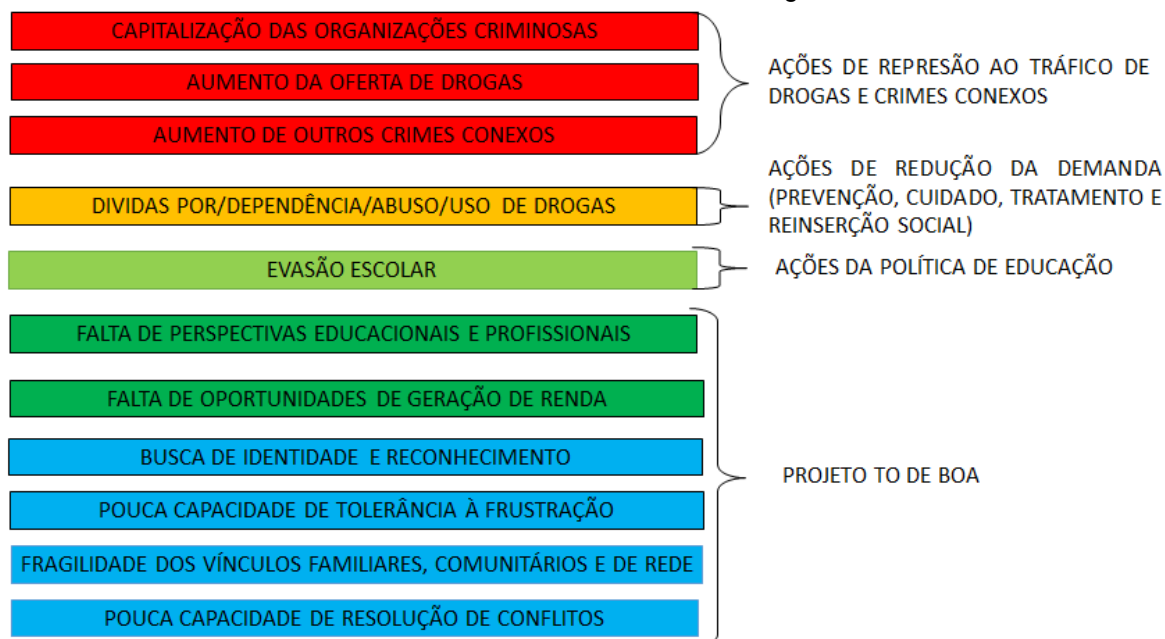 CAPITALIZAÇÃO DAS ORGANIZAÇÕES CRIMINOSAS
AUMENTO DA OFERTA DE DROGAS
AUMENTO DE OUTROS CRIMES CONEXOS
AÇÕES DE REPRESÃO AO TRÁFICO DE
DROGAS E CRIMES CONEXOS
DIVIDAS POR/DEPENDÊNCIA/ABUSO/USO DE DROGAS
AÇÕES DE REDUÇÃO DA DEMANDA
(PREVENÇÃO, CUIDADO, TRATAMENTO E
REINSERÇÃO SOCIAL)
EVASÃO ESCOLAR
AÇÕES DA POLÍTICA DE EDUCAÇÃO
FALTA DE PERSPECTIVAS EDUCACIONAIS E PROFISSIONAIS
FALTA DE OPORTUNIDADES DE GERAÇÃO DE RENDA
BUSCA DE IDENTIDADE E RECONHECIMENTO
POUCA CAPACIDADE DE TOLERÂNCIA À FRUSTRAÇÃO
FRAGILIDADE DOS VÍNCULOS FAMILIARES, COMUNITÁRIOS E DE REDE
POUCA CAPACIDADE DE RESOLUÇÃO DE CONFLITOS
PROJETO TO DE BOA